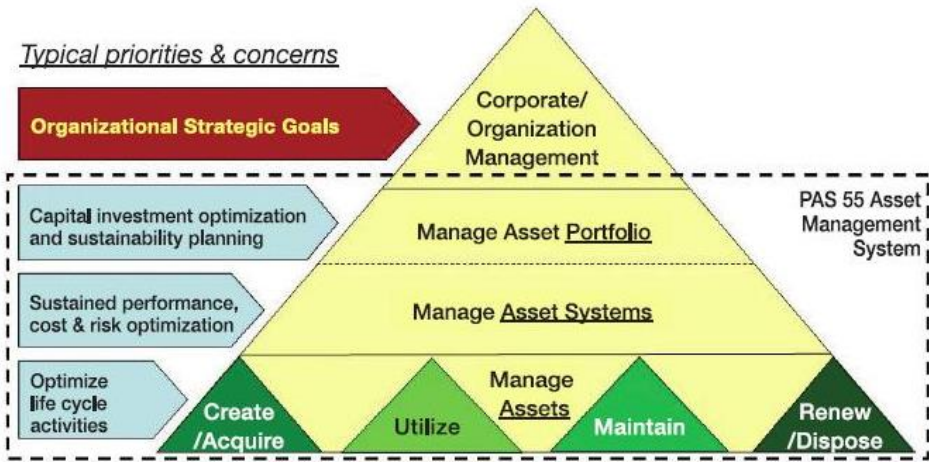 Typical priorities & concerns
Organizational Strategic Goals
Corporate/
Organization
Management
Capital investment optimization
and sustainability planning
Manage Asset Portfolio
PAS 55 Asset
Management
System
Sustained performance,
cost & risk optimization
Manage Asset Systems
Optimize
life cycle
activities
Create
/Acquire
Utilize
Manage
Assets
Maintain
Renew
/Dispose